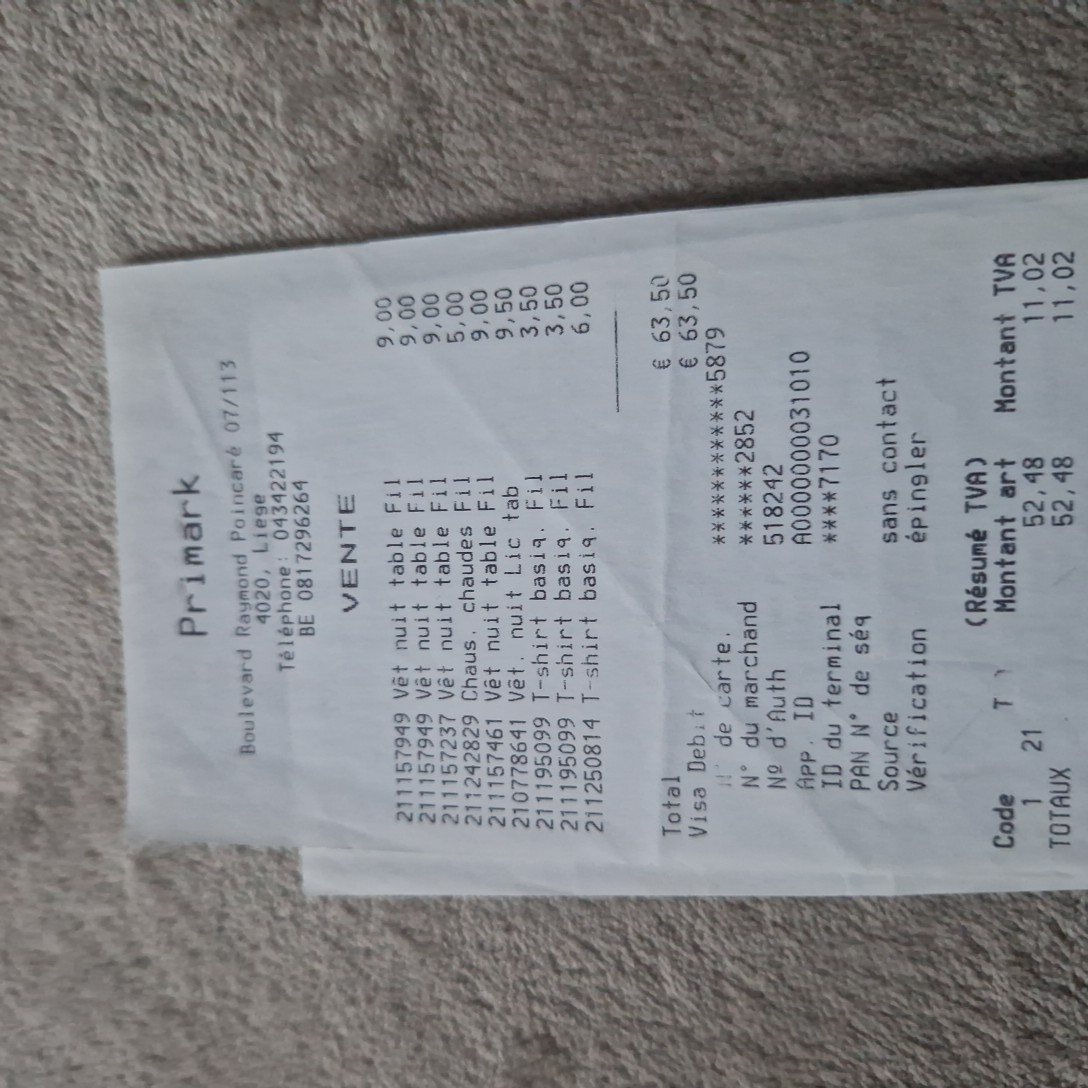 Primark
Boulevard Raymond Poincaré 07/113
4020, Liege
Téléphone: 043422194
BE 0817296264
VENTE
211157949 Vêt nuit table Fil 9,00
211157949 Vêt nuit table Fil 9,00
211157237 Vêt nuit table Fil 9,00
211242829 Chaus. chaudes Fil 5,00
211157461 Vêt nuit table Fil 9,00
210778641 Vêt. nuit Lic tab 9,50
211195099 T-shirt basiq. Fil 3,50
211195099 T-shirt basiq. Fil 3,50
211250814 T-shirt basiq. Fil 6,00
Total € 63,50
Visa Debit € 63,50
N° de carte. ************5879
N° du marchand ******2852
Nº d'Auth 518242
App. ID A0000000031010
ID du terminal ****7170
PAN N° de séq
Source sans contact
Vérification épingler
(Résumé TVA)
Code T Montant art Montant TVA
1 21 52,48 11,02
TOTAUX 52,48 11,02